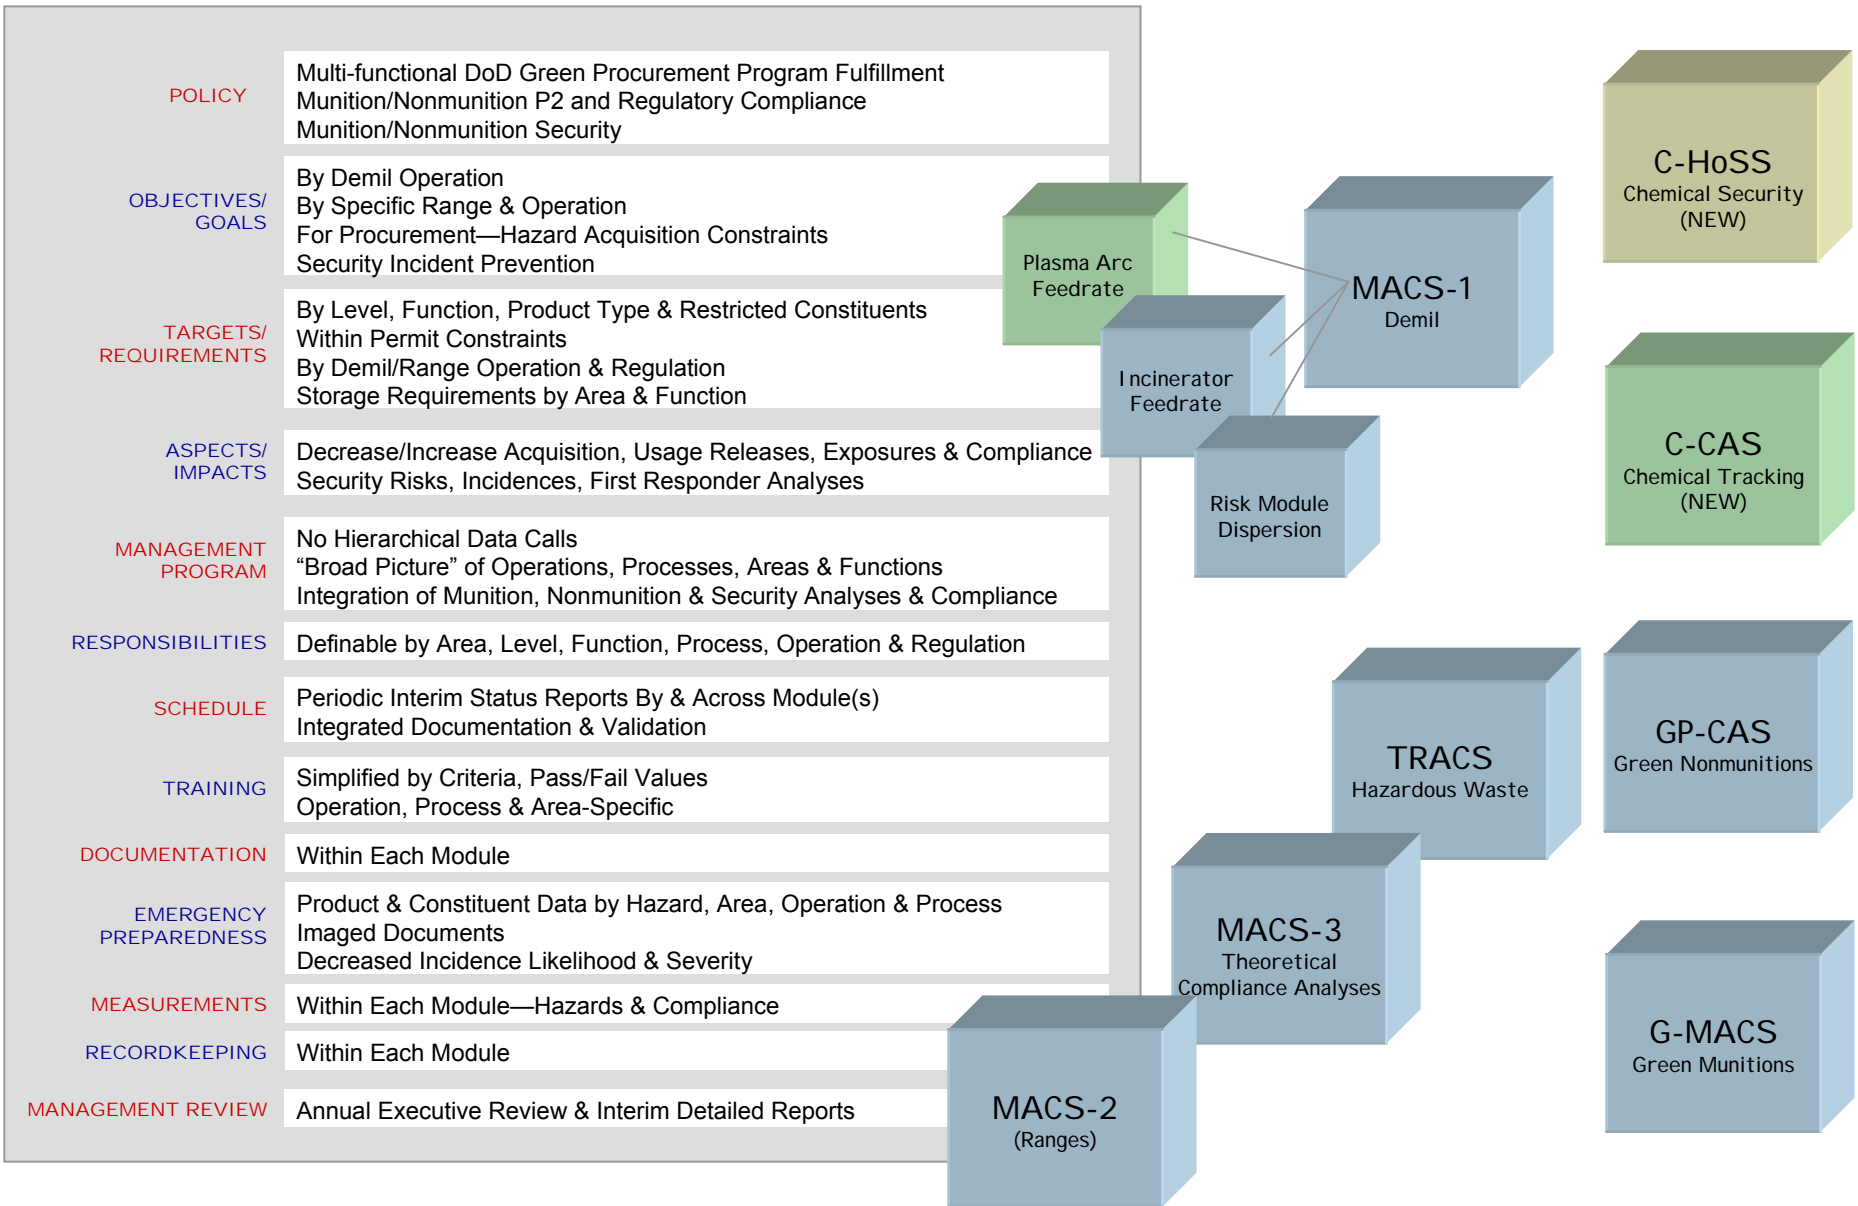 POLICY
Multi-functional DoD Green Procurement Program Fulfillment
Munition/Nonmunition P2 and Regulatory Compliance
Munition/Nonmunition Security
OBJECTIVES/
GOALS
By Demil Operation
By Specific Range & Operation
For Procurement—Hazard Acquisition Constraints
Security Incident Prevention
TARGETS/
REQUIREMENTS
By Level, Function, Product Type & Restricted Constituents
Within Permit Constraints
By Demil/Range Operation & Regulation
Storage Requirements by Area & Function
ASPECTS/
IMPACTS
Decrease/Increase Acquisition, Usage Releases, Exposures & Compliance
Security Risks, Incidences, First Responder Analyses
MANAGEMENT
PROGRAM
No Hierarchical Data Calls
“Broad Picture” of Operations, Processes, Areas & Functions
Integration of Munition, Nonmunition & Security Analyses & Compliance
RESPONSIBILITIES
Definable by Area, Level, Function, Process, Operation & Regulation
SCHEDULE
Periodic Interim Status Reports By & Across Module(s)
Integrated Documentation & Validation
TRAINING
Simplified by Criteria, Pass/Fail Values
Operation, Process & Area-Specific
DOCUMENTATION
Within Each Module
EMERGENCY
PREPAREDNESS
Product & Constituent Data by Hazard, Area, Operation & Process
Imaged Documents
Decreased Incidence Likelihood & Severity
MEASUREMENTS
Within Each Module—Hazards & Compliance
RECORDKEEPING
Within Each Module
MANAGEMENT REVIEW
Annual Executive Review & Interim Detailed Reports
Plasma Arc
Feedrate
Incinerator
Feedrate
Risk Module
Dispersion
MACS-1
Demil
TRACS
Hazardous Waste
MACS-3
Theoretical
Compliance Analyses
MACS-2
(Ranges)
C-HoSS
Chemical Security
(NEW)
C-CAS
Chemical Tracking
(NEW)
GP-CAS
Green Nonmunitions
G-MACS
Green Munitions